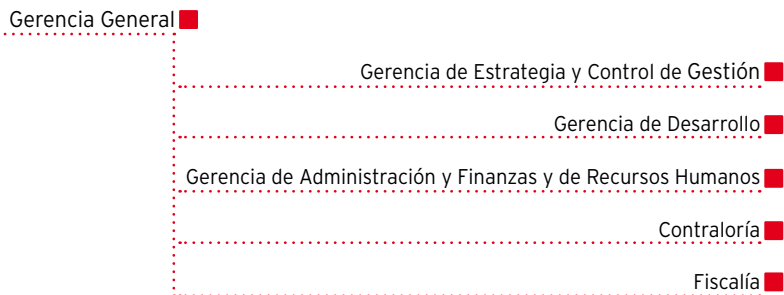 Gerencia General
Gerencia de Estrategia y Control de Gestión
Gerencia de Desarrollo
Gerencia de Administración y Finanzas y de Recursos Humanos
Contraloría
Fiscalía